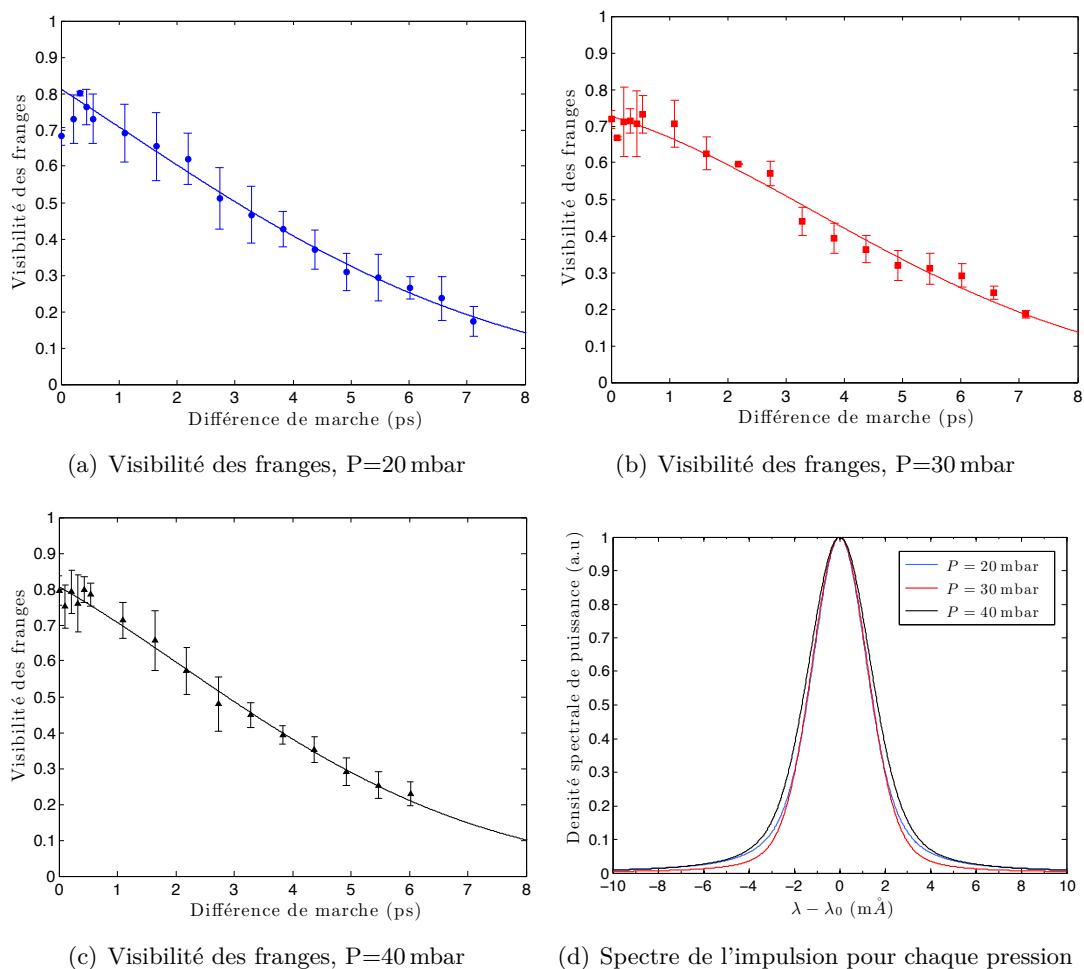 1
0.9
0.8
0.7
0.6
0.5
0.4
0.3
0.2
0.1
0
Visibilité des franges
0 1 2 3 4 5 6 7 8
Différence de marche (ps)
(a) Visibilité des franges, P=20 mbar
1
0.9
0.8
0.7
0.6
0.5
0.4
0.3
0.2
0.1
0
Visibilité des franges
0 1 2 3 4 5 6 7 8
Différence de marche (ps)
(b) Visibilité des franges, P=30 mbar
1
0.9
0.8
0.7
0.6
0.5
0.4
0.3
0.2
0.1
0
Visibilité des franges
0 1 2 3 4 5 6 7 8
Différence de marche (ps)
(c) Visibilité des franges, P=40 mbar
1
0.9
0.8
0.7
0.6
0.5
0.4
0.3
0.2
0.1
0
Densité spectrale de puissance (a.u)
P = 20 mbar
P = 30 mbar
P = 40 mbar
−10 −8 −6 −4 −2 0 2 4 6 8 10
λ − λ0 (mÅ)
(d) Spectre de l'impulsion pour chaque pression